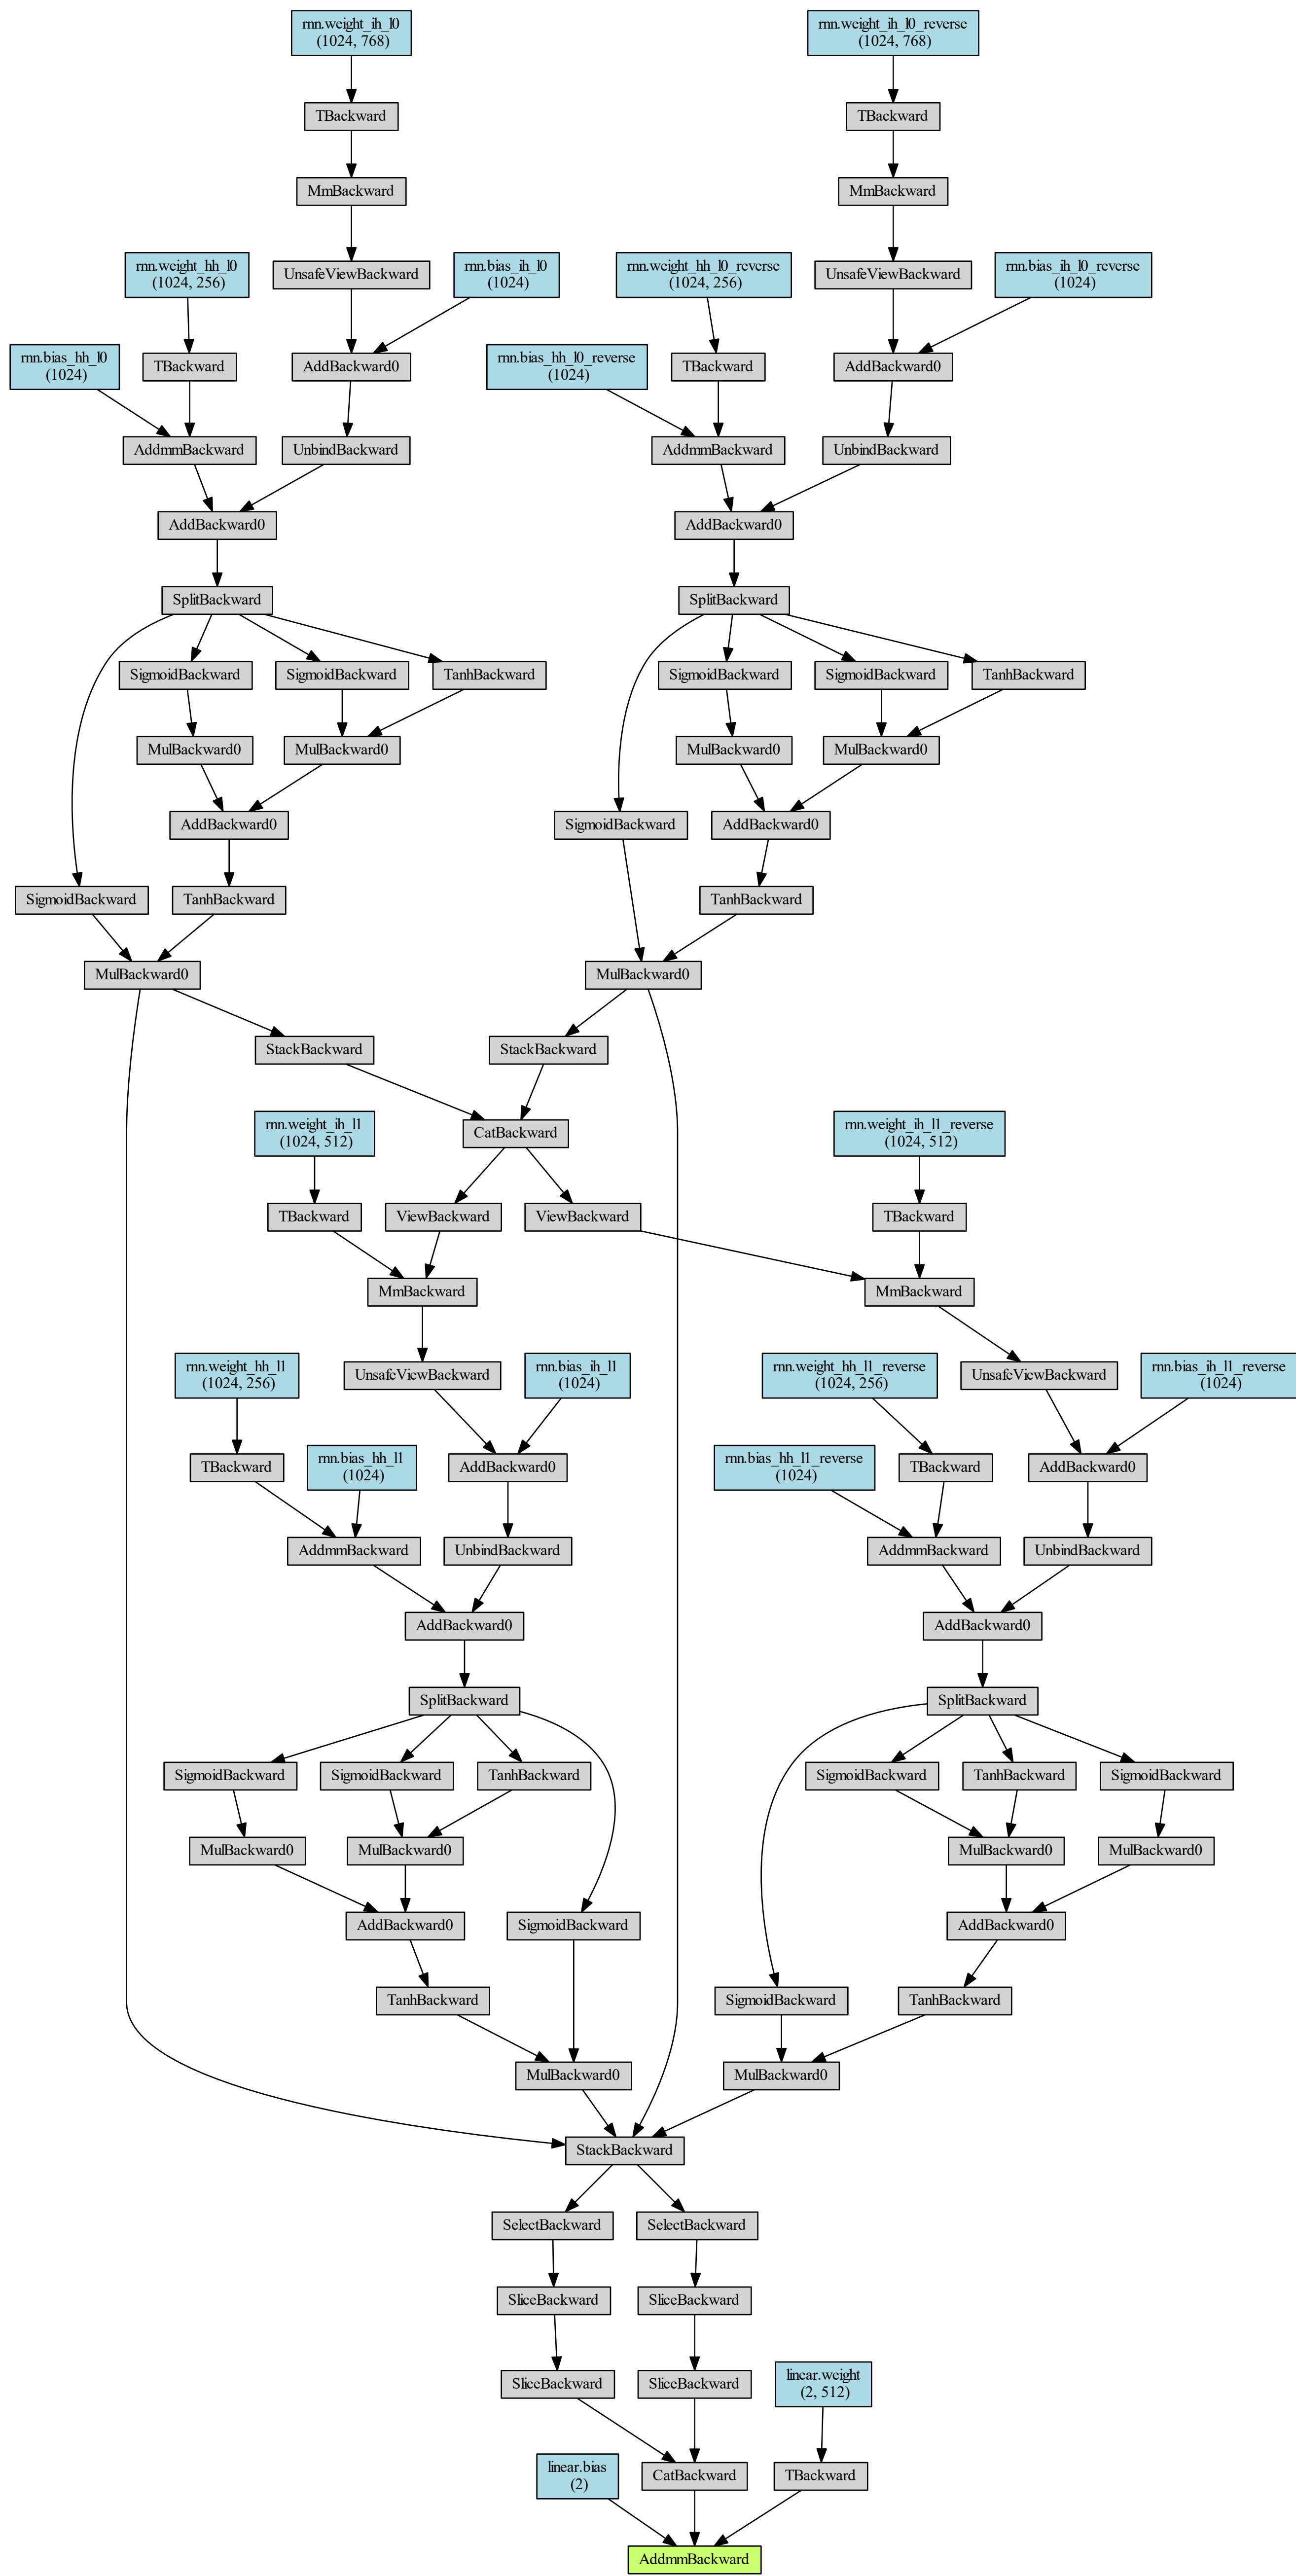 rnn.weight_ih_l0
(1024, 768)
rnn.weight_ih_l0_reverse
(1024, 768)
TBackward
TBackward
MmBackward
MmBackward
rnn.weight_hh_l0
(1024, 256)
UnsafeViewBackward
rnn.bias_ih_l0
(1024)
rnn.weight_hh_l0_reverse
(1024, 256)
UnsafeViewBackward
rnn.bias_ih_l0_reverse
(1024)
rnn.bias_hh_l0
(1024)
TBackward
AddBackward0
rnn.bias_hh_l0_reverse
(1024)
TBackward
AddBackward0
AddmmBackward
UnbindBackward
AddmmBackward
UnbindBackward
AddBackward0
AddBackward0
SplitBackward
SplitBackward
SigmoidBackward
SigmoidBackward
TanhBackward
SigmoidBackward
SigmoidBackward
TanhBackward
MulBackward0
MulBackward0
MulBackward0
MulBackward0
AddBackward0
SigmoidBackward
AddBackward0
SigmoidBackward
TanhBackward
TanhBackward
MulBackward0
MulBackward0
StackBackward
StackBackward
rnn.weight_ih_l1
(1024, 512)
CatBackward
rnn.weight_ih_l1_reverse
(1024, 512)
TBackward
ViewBackward
ViewBackward
TBackward
MmBackward
MmBackward
rnn.weight_hh_l1
(1024, 256)
UnsafeViewBackward
rnn.bias_ih_l1
(1024)
rnn.weight_hh_l1_reverse
(1024, 256)
UnsafeViewBackward
rnn.bias_ih_l1_reverse
(1024)
TBackward
rnn.bias_hh_l1
(1024)
AddBackward0
rnn.bias_hh_l1_reverse
(1024)
TBackward
AddBackward0
AddmmBackward
UnbindBackward
AddmmBackward
UnbindBackward
AddBackward0
AddBackward0
SplitBackward
SplitBackward
SigmoidBackward
SigmoidBackward
TanhBackward
SigmoidBackward
TanhBackward
SigmoidBackward
MulBackward0
MulBackward0
MulBackward0
MulBackward0
AddBackward0
SigmoidBackward
AddBackward0
TanhBackward
SigmoidBackward
TanhBackward
MulBackward0
MulBackward0
StackBackward
SelectBackward
SelectBackward
SliceBackward
SliceBackward
SliceBackward
SliceBackward
linear.weight
(2, 512)
linear.bias
(2)
CatBackward
TBackward
AddmmBackward